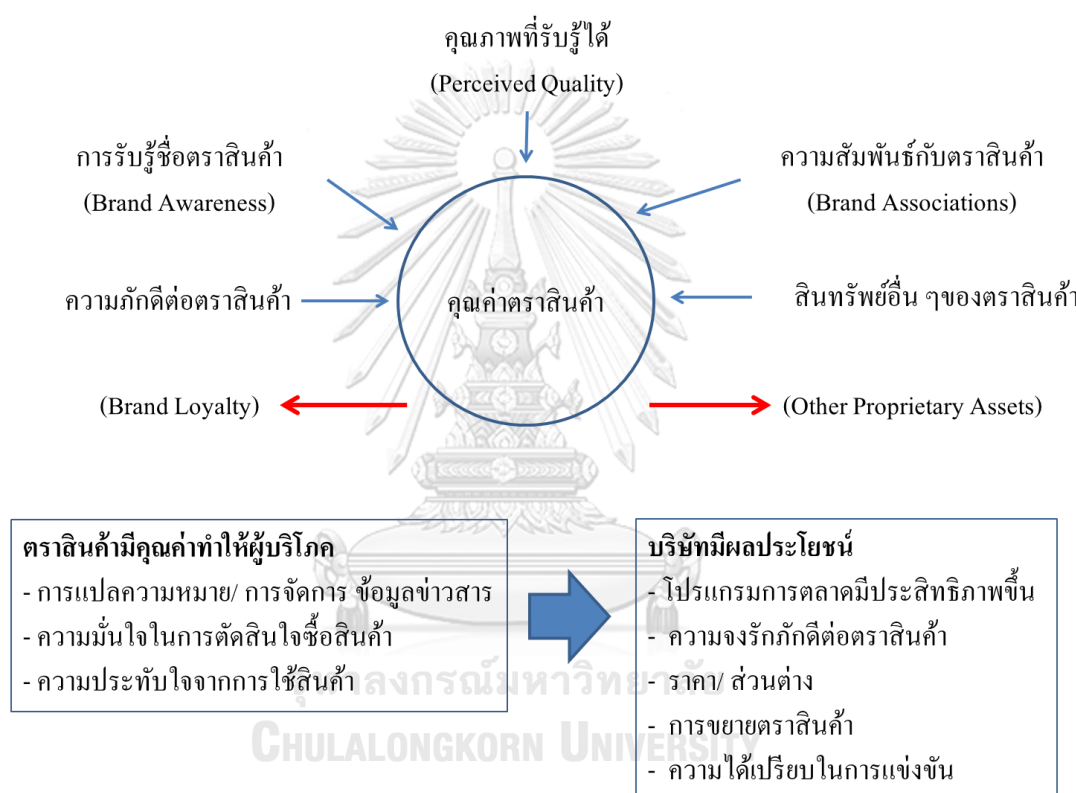 คุณภาพที่รับรู้ได้
(Perceived Quality)
การรับรู้ชื่อตราสินค้า
(Brand Awareness)
ความสัมพันธ์กับตราสินค้า
(Brand Associations)
ความภักดีต่อตราสินค้า
คุณค่าตราสินค้า
สินทรัพย์อื่น ๆของตราสินค้า
(Brand Loyalty)
(Other Proprietary Assets)
ตราสินค้ามีคุณค่าทำให้ผู้บริโภค
- การแปลความหมาย/ การจัดการ ข้อมูลข่าวสาร
- ความมั่นใจในการตัดสินใจซื้อสินค้า
- ความประทับใจจากการใช้สินค้า
บริษัทมีผลประโยชน์
- โปรแกรมการตลาดมีประสิทธิภาพขึ้น
- ความจงรักภักดีต่อตราสินค้า
- ราคา/ ส่วนต่าง
- การขยายตราสินค้า
- ความได้เปรียบในการแข่งขัน
จุฬาลงกรณ์มหาวิทยาลัย
CHULALONGKORN UNIVERSITY